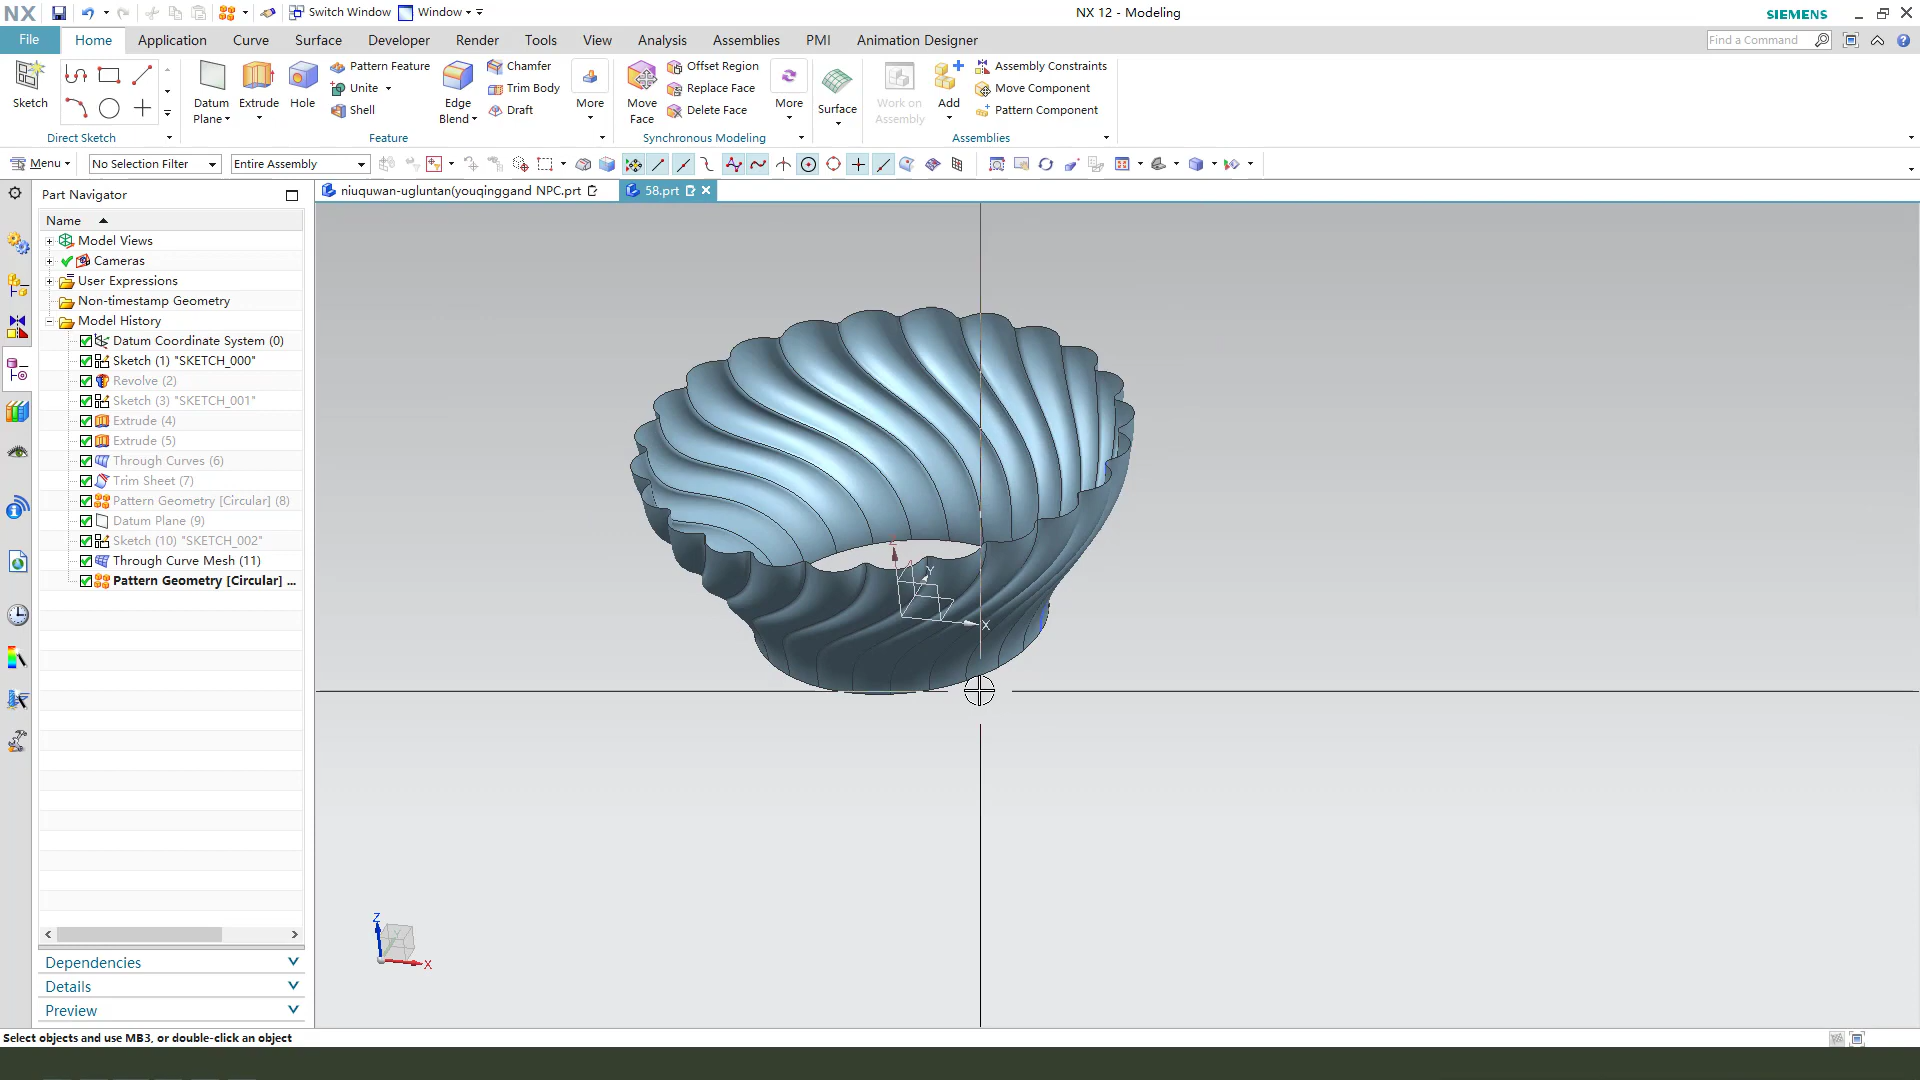 NX
Switch Window
Window
NX 12 - Modeling
SIEMENS
File
Home
Application
Curve
Surface
Developer
Render
Tools
View
Analysis
Assemblies
PMI
Animation Designer
Find a Command
Sketch
Direct Sketch
Datum
Plane
Extrude
Hole
Pattern Feature
Unite
Shell
Edge
Blend
Chamfer
Trim Body
Draft
More
Feature
Move
Face
Offset Region
Replace Face
Delete Face
More
Synchronous Modeling
Surface
Work on
Assembly
Add
Assembly Constraints
Move Component
Pattern Component
Assemblies
Menu
No Selection Filter
Entire Assembly
Part Navigator
niuquwan-ugluntan(youqinggand NPC.prt
58.prt
Name
Model Views
Cameras
User Expressions
Non-timestamp Geometry
Model History
Datum Coordinate System (0)
Sketch (1) "SKETCH_000"
Revolve (2)
Sketch (3) "SKETCH_001"
Extrude (4)
Extrude (5)
Through Curves (6)
Trim Sheet (7)
Pattern Geometry [Circular] (8)
Datum Plane (9)
Sketch (10) "SKETCH_002"
Through Curve Mesh (11)
Pattern Geometry [Circular] ...
Z
Y
X
Z
Y
X
Dependencies
Details
Preview
Select objects and use MB3, or double-click an object